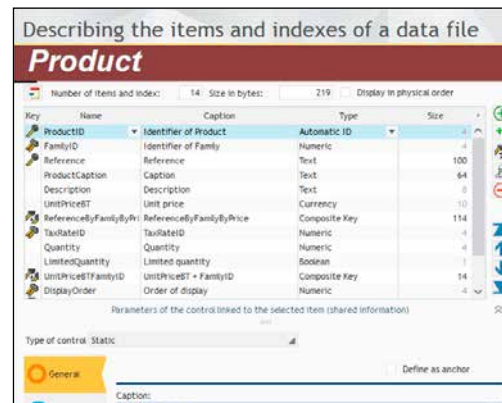 Describing the items and indexes of a data file
Product
Number of items and index: 14 Size in bytes: 219 Display in physical order
Key Name Caption Type Size
ProductID Identifier of Product Automatic ID 4
FamilyID Identifier of Family Numeric 4
Reference Reference Text 100
ProductCaption Caption Text 64
Description Description Text 8
UnitPriceBT Unit price Currency 10
ReferenceByFamilyByPri ReferenceByFamilyByPrice Composite Key 114
TaxRateID TaxRateID Numeric 4
Quantity Quantity Numeric 4
LimitedQuantity Limited quantity Boolean 1
UnitPriceBTFamilyID UnitPriceBT + FamilyID Composite Key 14
DisplayOrder Order of display Numeric 4
Parameters of the control linked to the selected item (shared information)
Type of control Static
General
Define as anchor
Caption: